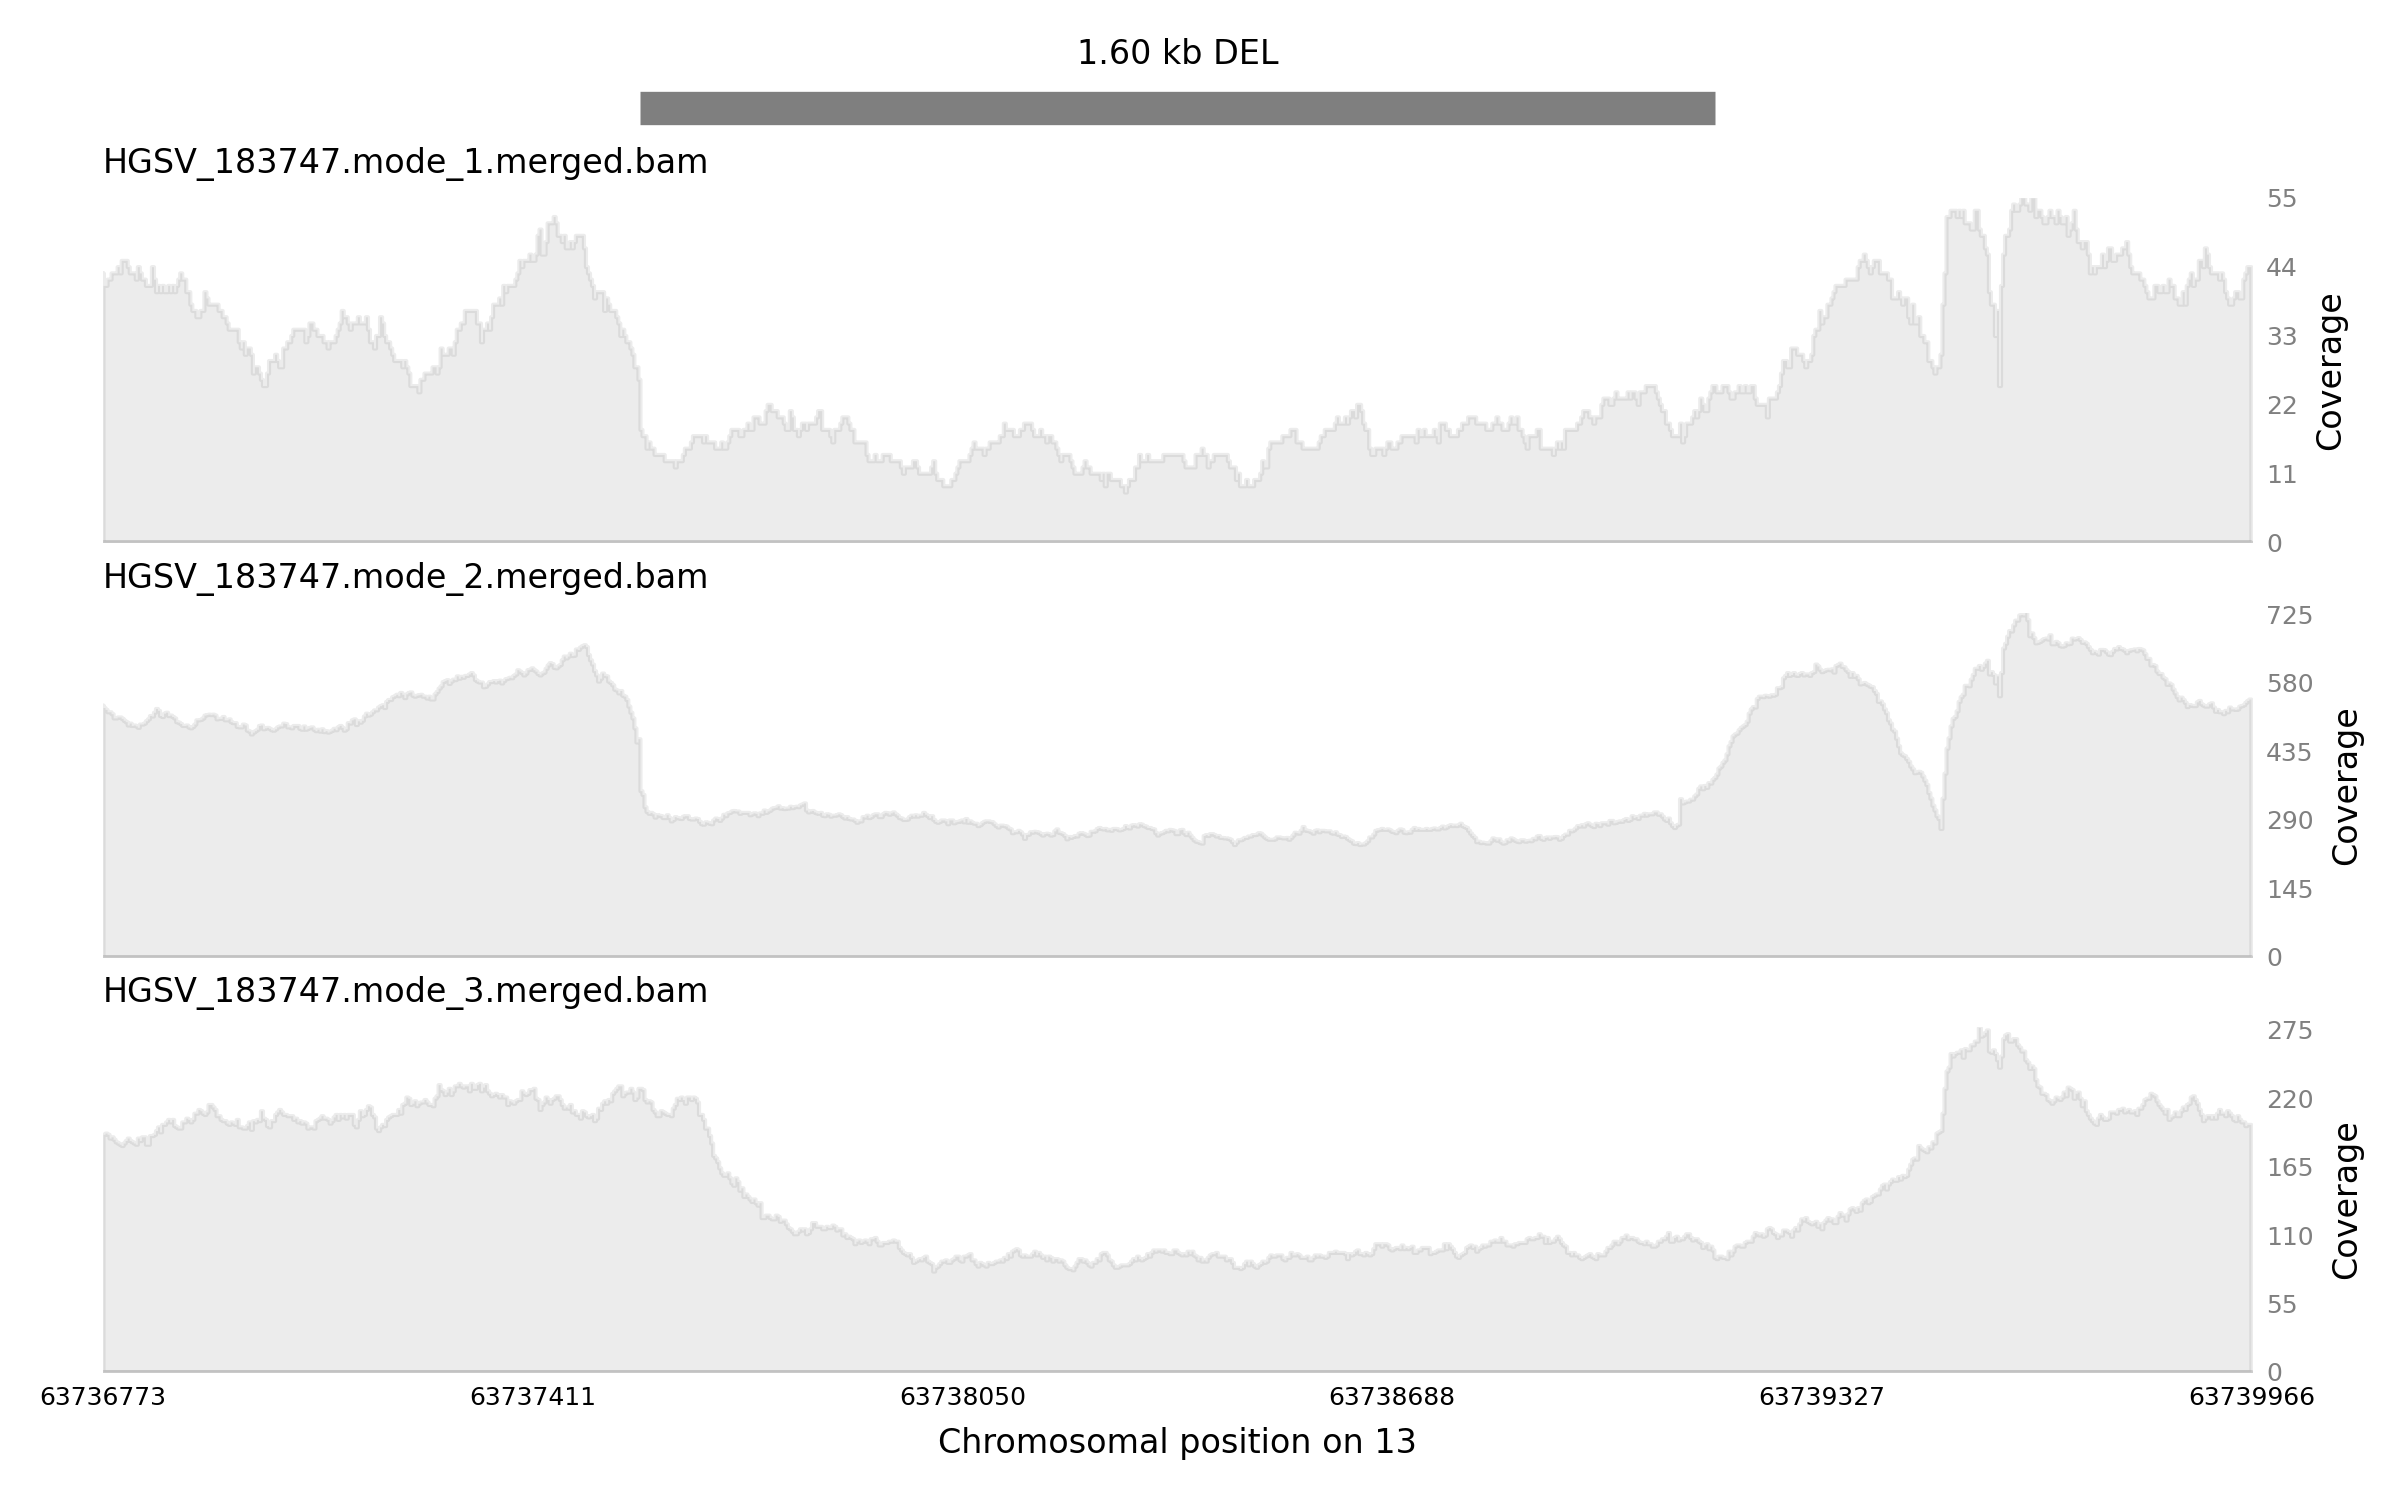 1.60 kb DEL
HGSV_183747.mode_1.merged.bam
55
44
33
22
11
0
Coverage
HGSV_183747.mode_2.merged.bam
725
580
435
290
145
0
Coverage
HGSV_183747.mode_3.merged.bam
275
220
165
110
55
0
Coverage
63736773 63737411 63738050 63738688 63739327 63739966
Chromosomal position on 13